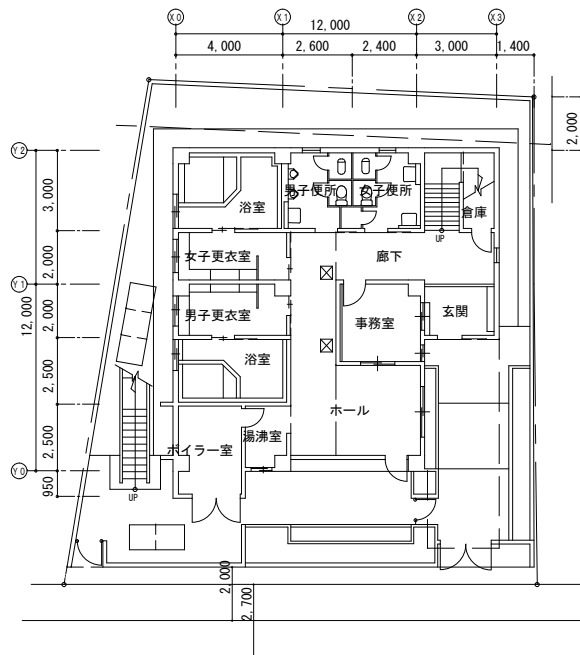 X0 X1 X2 X3
12,000
4,000 2,600 2,400 3,000 1,400
2,000
Y2
3,000
2,000
Y1
12,000
2,000
2,500
2,500
Y0
950
男子便所 女子便所
浴室
倉庫
UP
女子更衣室
廊下
男子更衣室
事務室
玄関
浴室
ホール
湯沸室
ボイラー室
UP
2,000
2,700